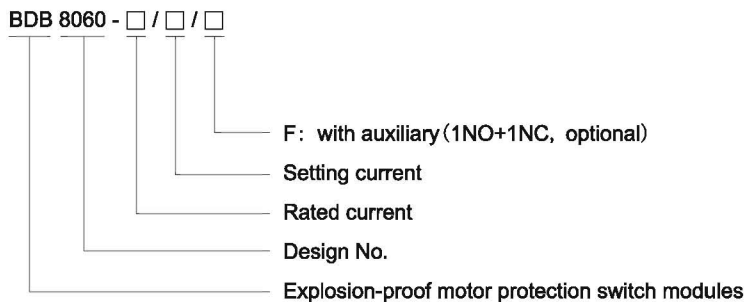 BDB 8060 - □ / □ / □
F: with auxiliary (1NO+1NC, optional)
Setting current
Rated current
Design No.
Explosion-proof motor protection switch modules